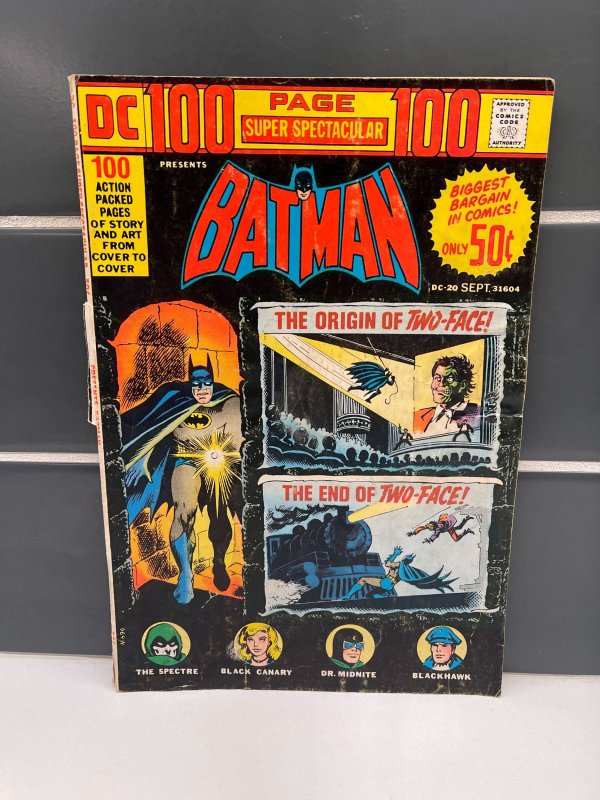 DC 100 PAGE 100
SUPER SPECTACULAR
APPROVED
BY THE
COMICS
CODE
AUTHORITY
PRESENTS
100
ACTION
PACKED
PAGES
OF STORY
AND ART
FROM
COVER TO
COVER
BATMAN
BIGGEST
BARGAIN
IN COMICS!
ONLY 50¢
DC-20 SEPT. 31604
THE ORIGIN OF TWO-FACE!
THE END OF TWO-FACE!
THE SPECTRE
BLACK CANARY
DR. MIDNITE
BLACKHAWK